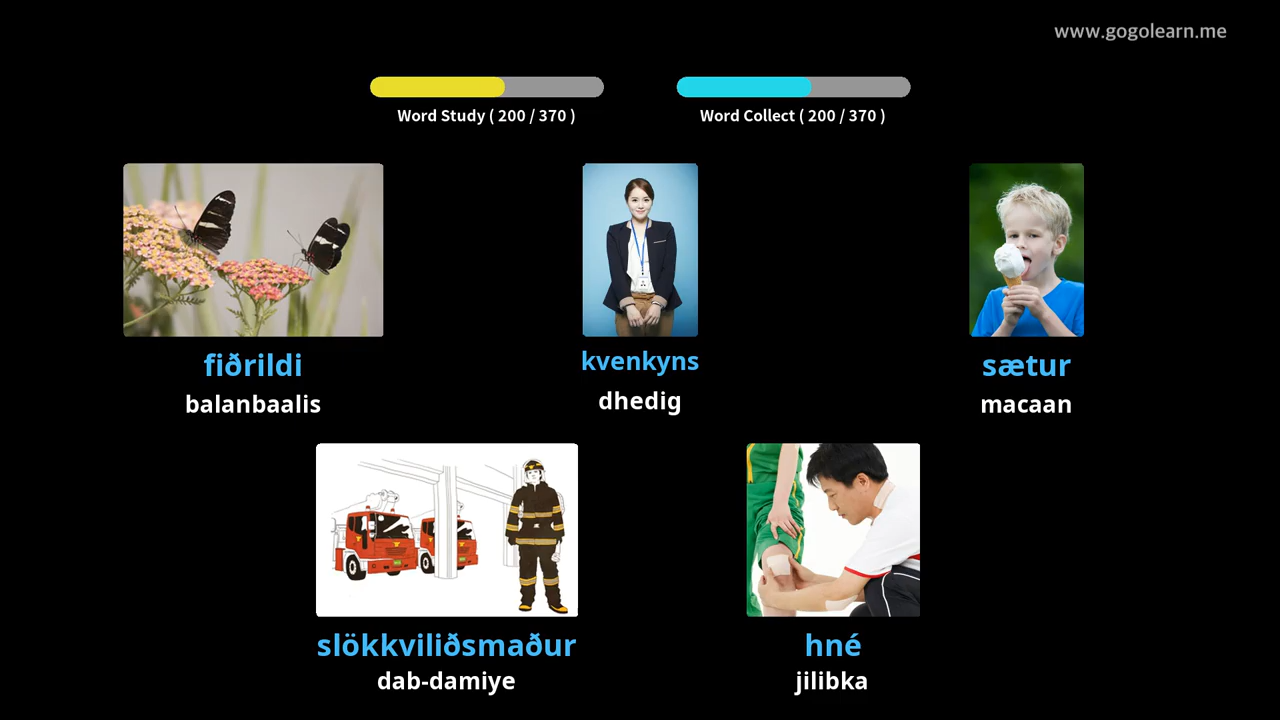 www.gogolearn.me
Word Study ( 200 / 370 )
Word Collect ( 200 / 370 )
fiðrildi
balanbaalis
kvenkyns
dhedig
sætur
macaan
slökkviliðsmaður
dab-damiye
hné
jilibka